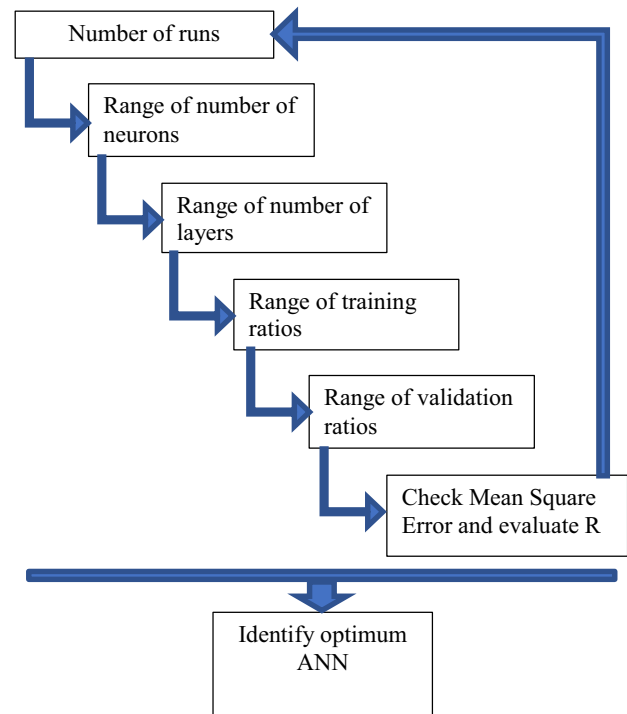 Number of runs
Range of number of
neurons
Range of number of
layers
Range of training
ratios
Range of validation
ratios
Check Mean Square
Error and evaluate R
Identify optimum
ANN